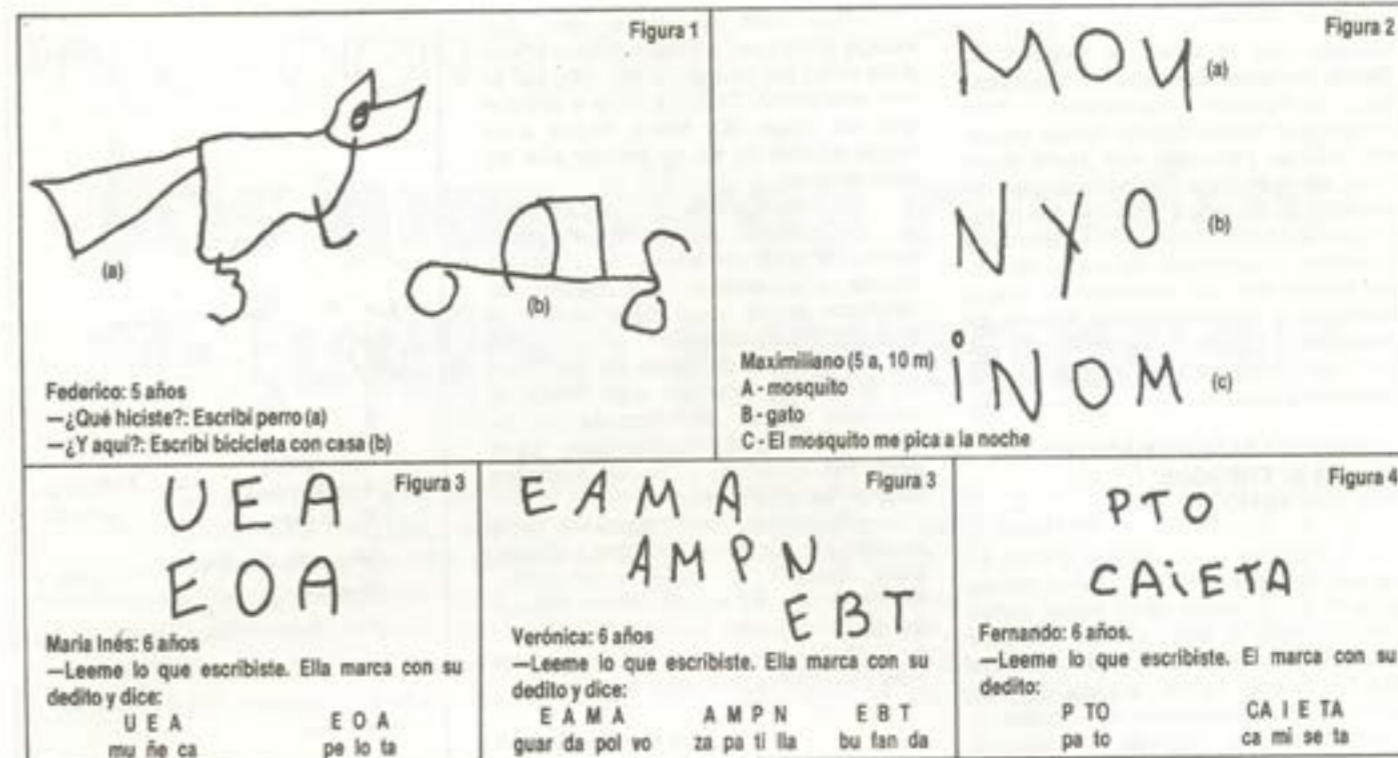 Figura 1
(a)
(b)
Federico: 5 años
—¿Qué hiciste?: Escribí perro (a)
—¿Y aquí?: Escribí bicicleta con casa (b)
Figura 2
MOU (a)
NYO (b)
iNOM (c)
Maximiliano (5 a, 10 m)
A - mosquito
B - gato
C - El mosquito me pica a la noche
Figura 3
UEA
EOA
María Inés: 6 años
—Leeme lo que escribiste. Ella marca con su
dedito y dice:
U E A E O A
mu ñe ca pe lo ta
Figura 3
EAMA
AMPN
EBT
Verónica: 6 años
—Leeme lo que escribiste. Ella marca con su
dedito y dice:
E A M A A M P N E B T
guar da pol vo za pa ti lla bu fan da
Figura 4
PTO
CAiETA
Fernando: 6 años.
—Leeme lo que escribiste. El marca con su
dedito:
P TO CA I E TA
pa to ca mi se ta